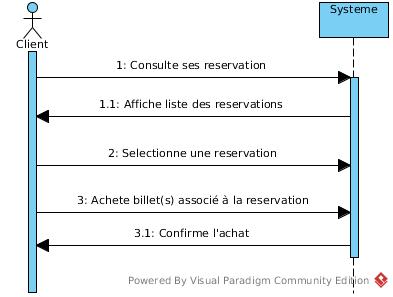 Systeme
Client
1: Consulte ses reservation
1.1: Affiche liste des reservations
2: Selectionne une reservation
3: Achete billet(s) associé à la reservation
3.1: Confirme l'achat
Powered By Visual Paradigm Community Edition